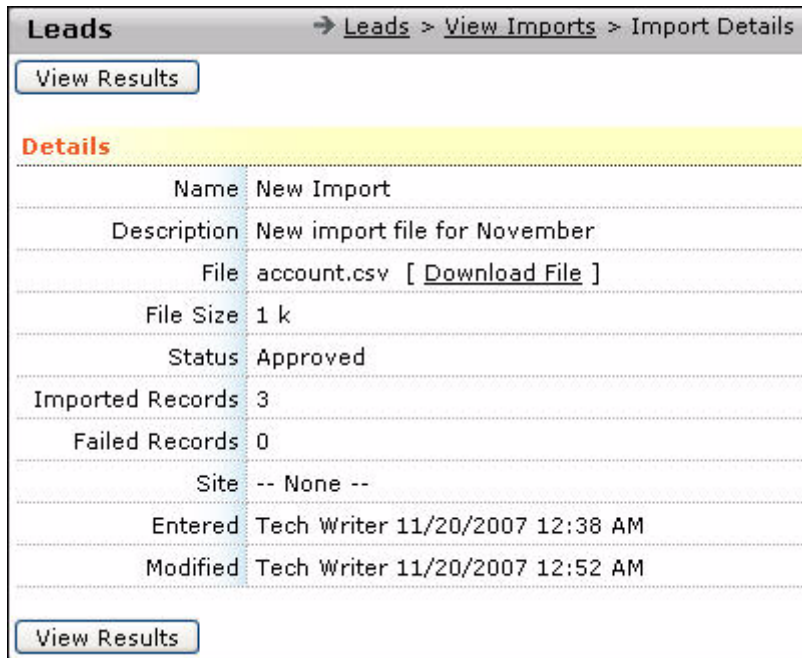 Leads → Leads > View Imports > Import Details
View Results
Details
Name New Import
Description New import file for November
File account.csv [ Download File ]
File Size 1 k
Status Approved
Imported Records 3
Failed Records 0
Site -- None --
Entered Tech Writer 11/20/2007 12:38 AM
Modified Tech Writer 11/20/2007 12:52 AM
View Results